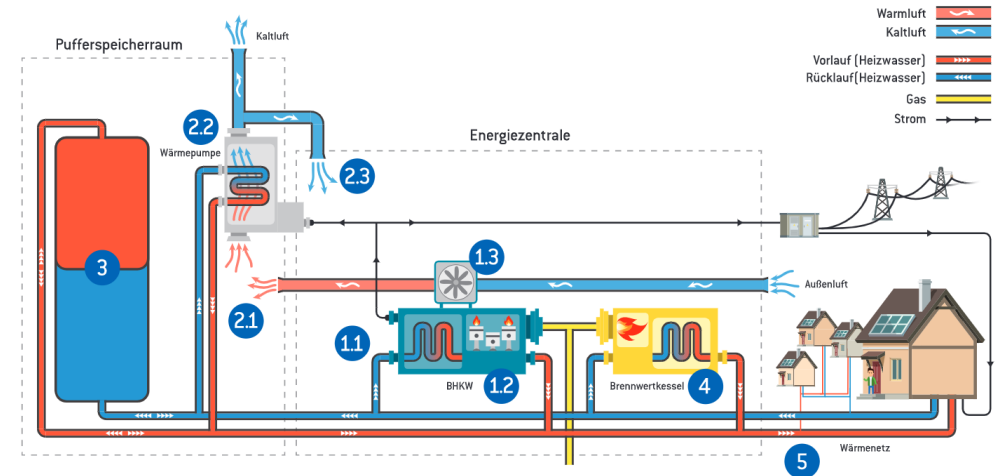 Warmluft
Kaltluft
Vorlauf (Heizwasser)
Rücklauf(Heizwasser)
Gas
Strom
Kaltluft
Pufferspeicherraum
2.2
Wärmepumpe
Energiezentrale
2.3
3
1.3
2.1
Außenluft
1.1
BHKW
1.2
Brennwertkessel
4
5
Wärmenetz